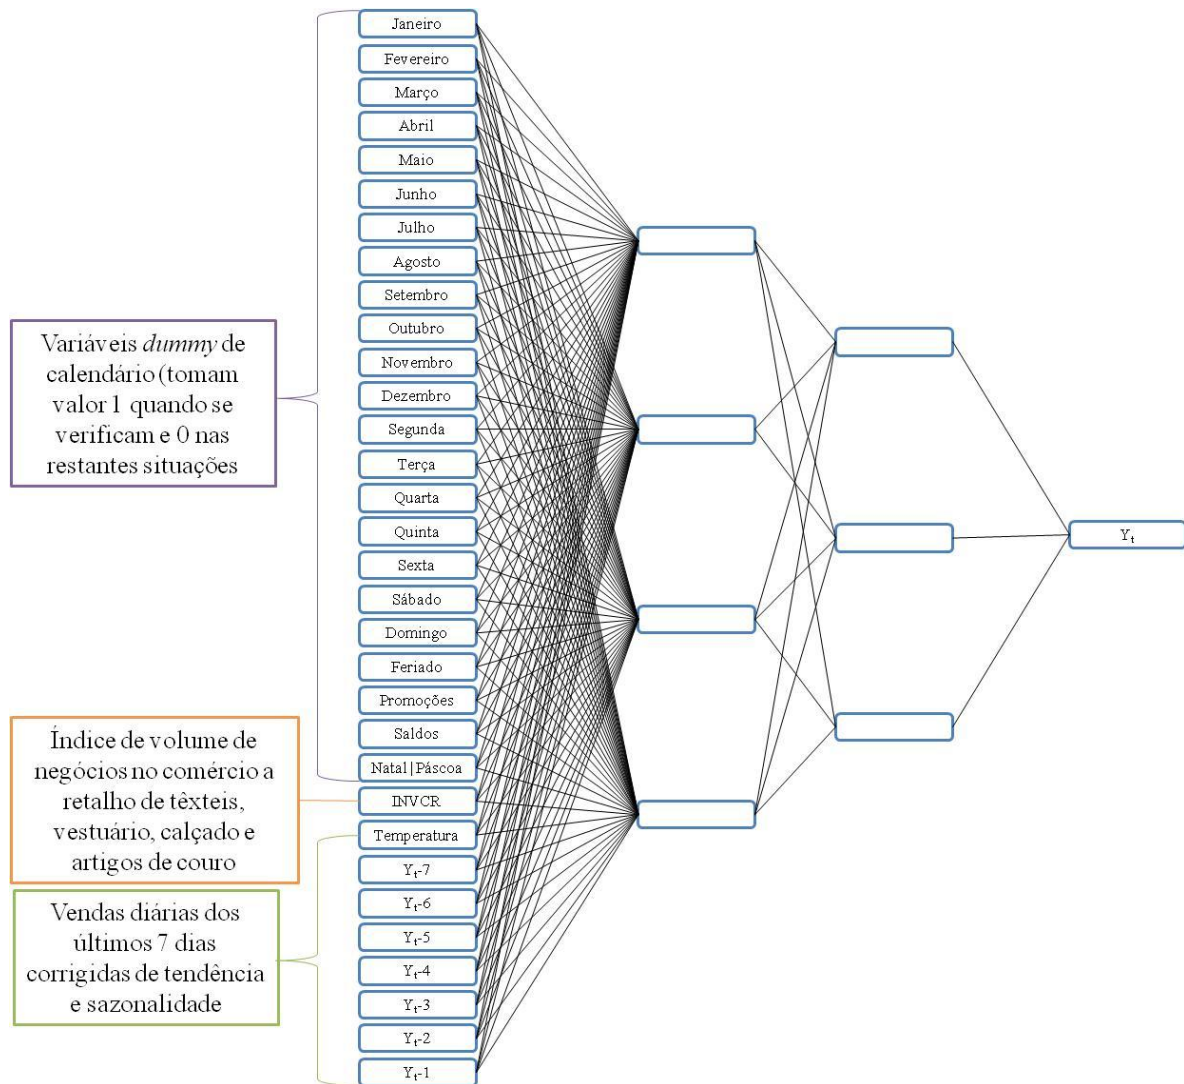 Janeiro
Fevereiro
Março
Abril
Maio
Junho
Julho
Agosto
Setembro
Outubro
Novembro
Dezembro
Segunda
Terça
Quarta
Quinta
Sexta
Sábado
Domingo
Feriado
Promoções
Saldos
Natal|Páscoa
INVCR
Temperatura
Yt-7
Yt-6
Yt-5
Yt-4
Yt-3
Yt-2
Yt-1
Variáveis dummy de
calendário (tomam
valor 1 quando se
verificam e 0 nas
restantes situações
Índice de volume de
negócios no comércio a
retalho de têxteis,
vestuário, calçado e
artigos de couro
Vendas diárias dos
últimos 7 dias
corrigidas de tendência
e sazonalidade
Yt